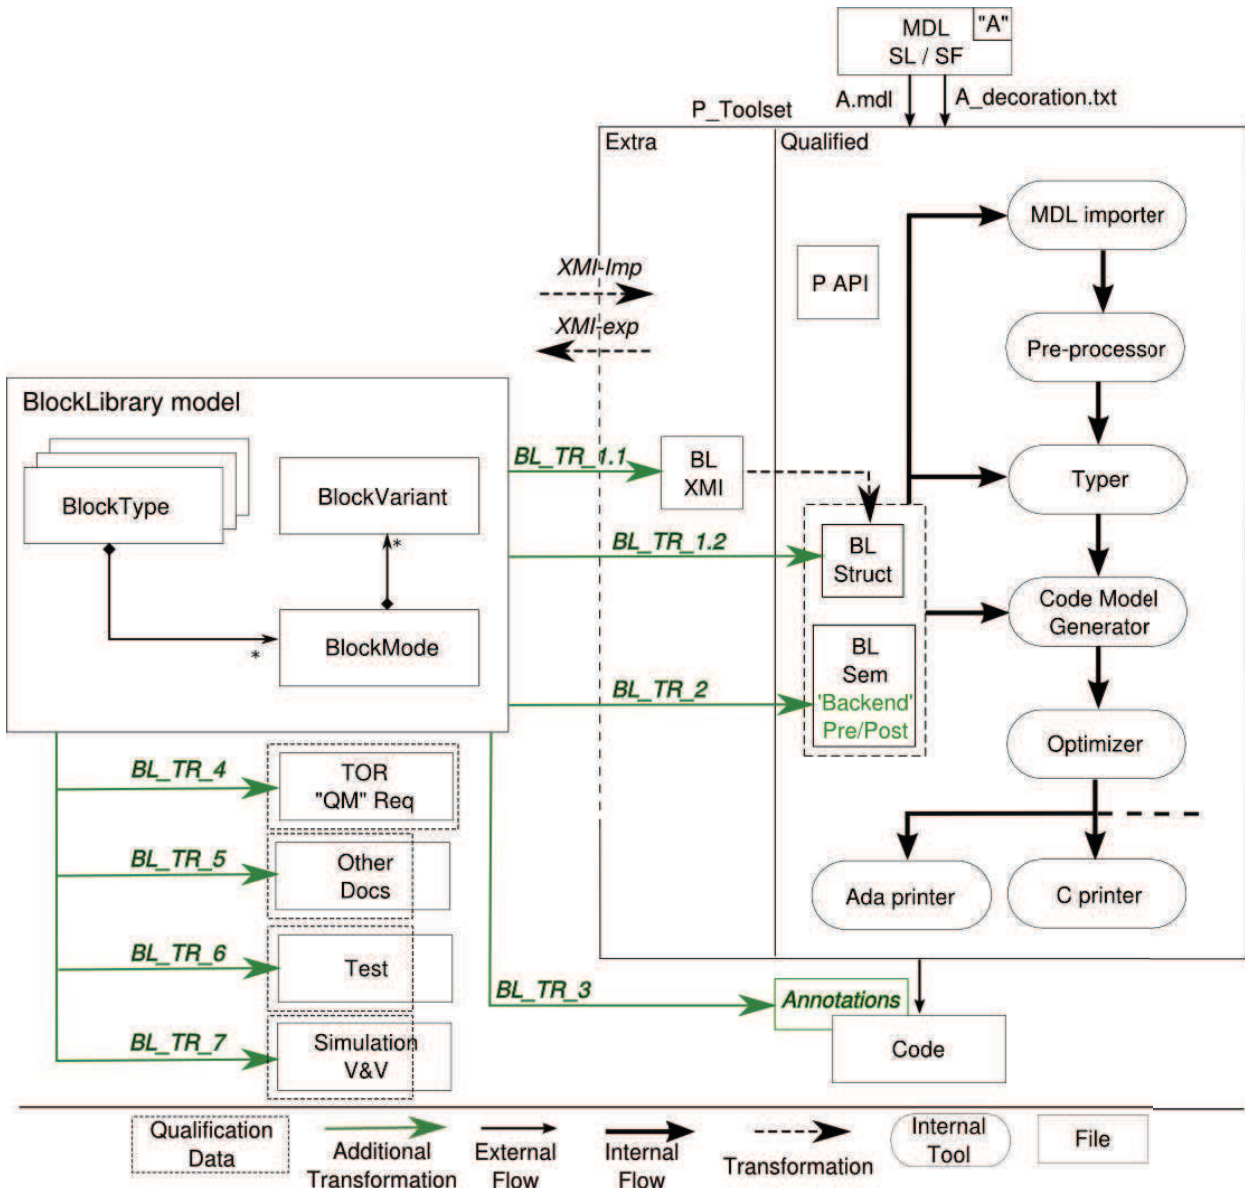 MDL
"A"
SL / SF
A.mdl
A_decoration.txt
P_Toolset
Extra
Qualified
MDL importer
XMI-Imp
P API
XMI-exp
Pre-processor
BlockLibrary model
BL_TR_1.1
BL
XMI
BlockType
BlockVariant
Typer
*
BL_TR_1.2
BL
Struct
Code Model
Generator
BlockMode
*
BL_TR_2
BL
Sem
'Backend'
Pre/Post
Optimizer
BL_TR_4
TOR
"QM" Req
BL_TR_5
Other
Docs
Ada printer
C printer
BL_TR_6
Test
BL_TR_3
Annotations
BL_TR_7
Simulation
V&V
Code
Qualification
Data
Additional
Transformation
External
Flow
Internal
Flow
Transformation
Internal
Tool
File